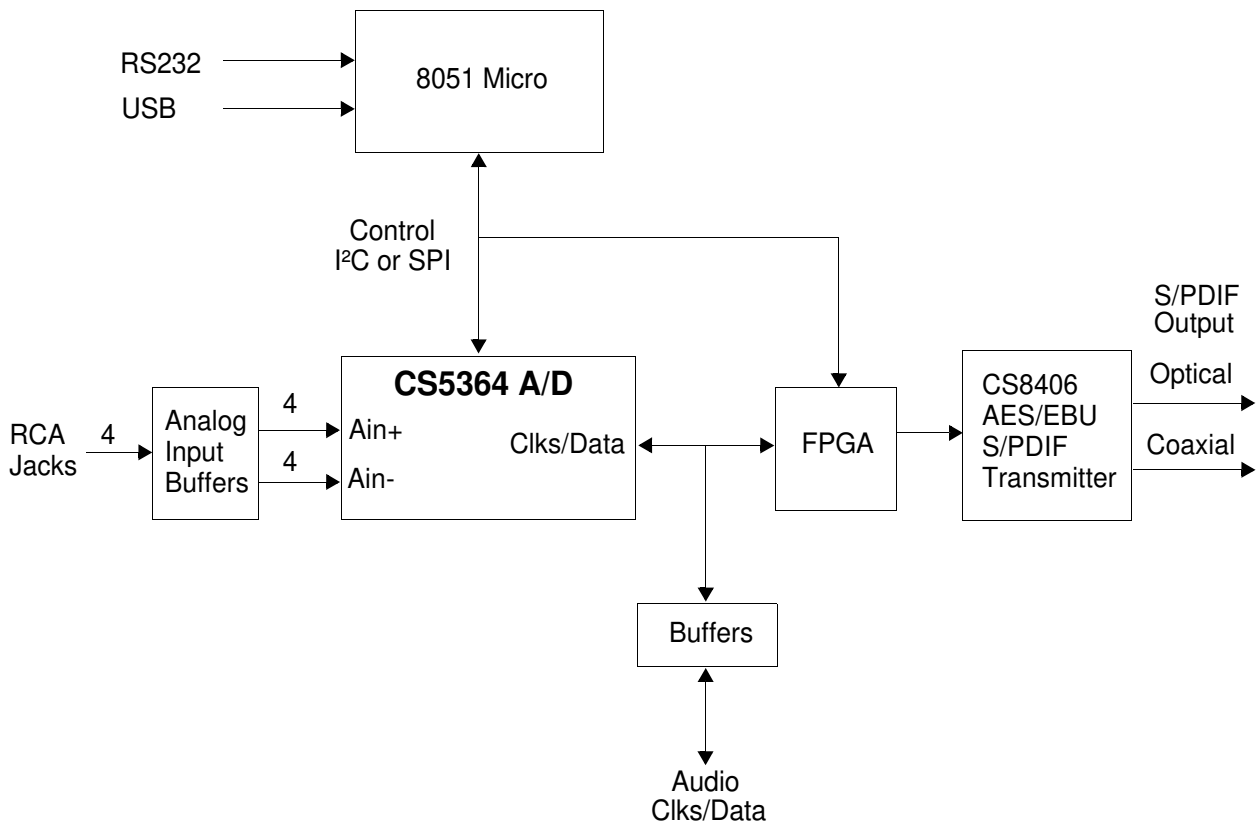 RS232
USB
8051 Micro
Control
I²C or SPI
S/PDIF
Output
Optical
Coaxial
RCA
Jacks
4
Analog
Input
Buffers
4
4
CS5364 A/D
Ain+
Ain-
Clks/Data
FPGA
CS8406
AES/EBU
S/PDIF
Transmitter
Buffers
Audio
Clks/Data